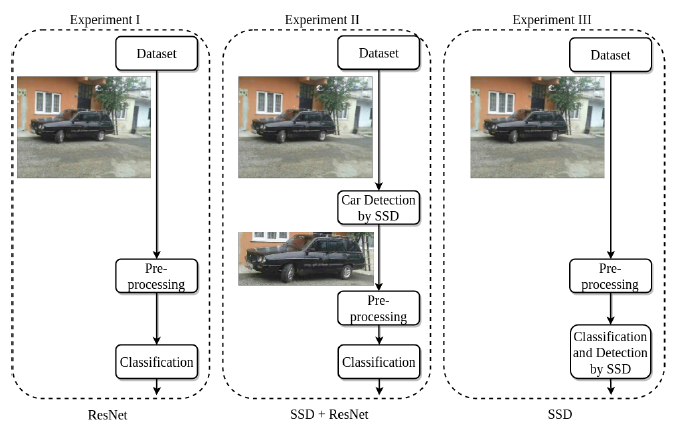 Experiment I
Dataset
Pre-
processing
Classification
ResNet
Experiment II
Dataset
Car Detection
by SSD
Pre-
processing
Classification
SSD + ResNet
Experiment III
Dataset
Pre-
processing
Classification
and Detection
by SSD
SSD